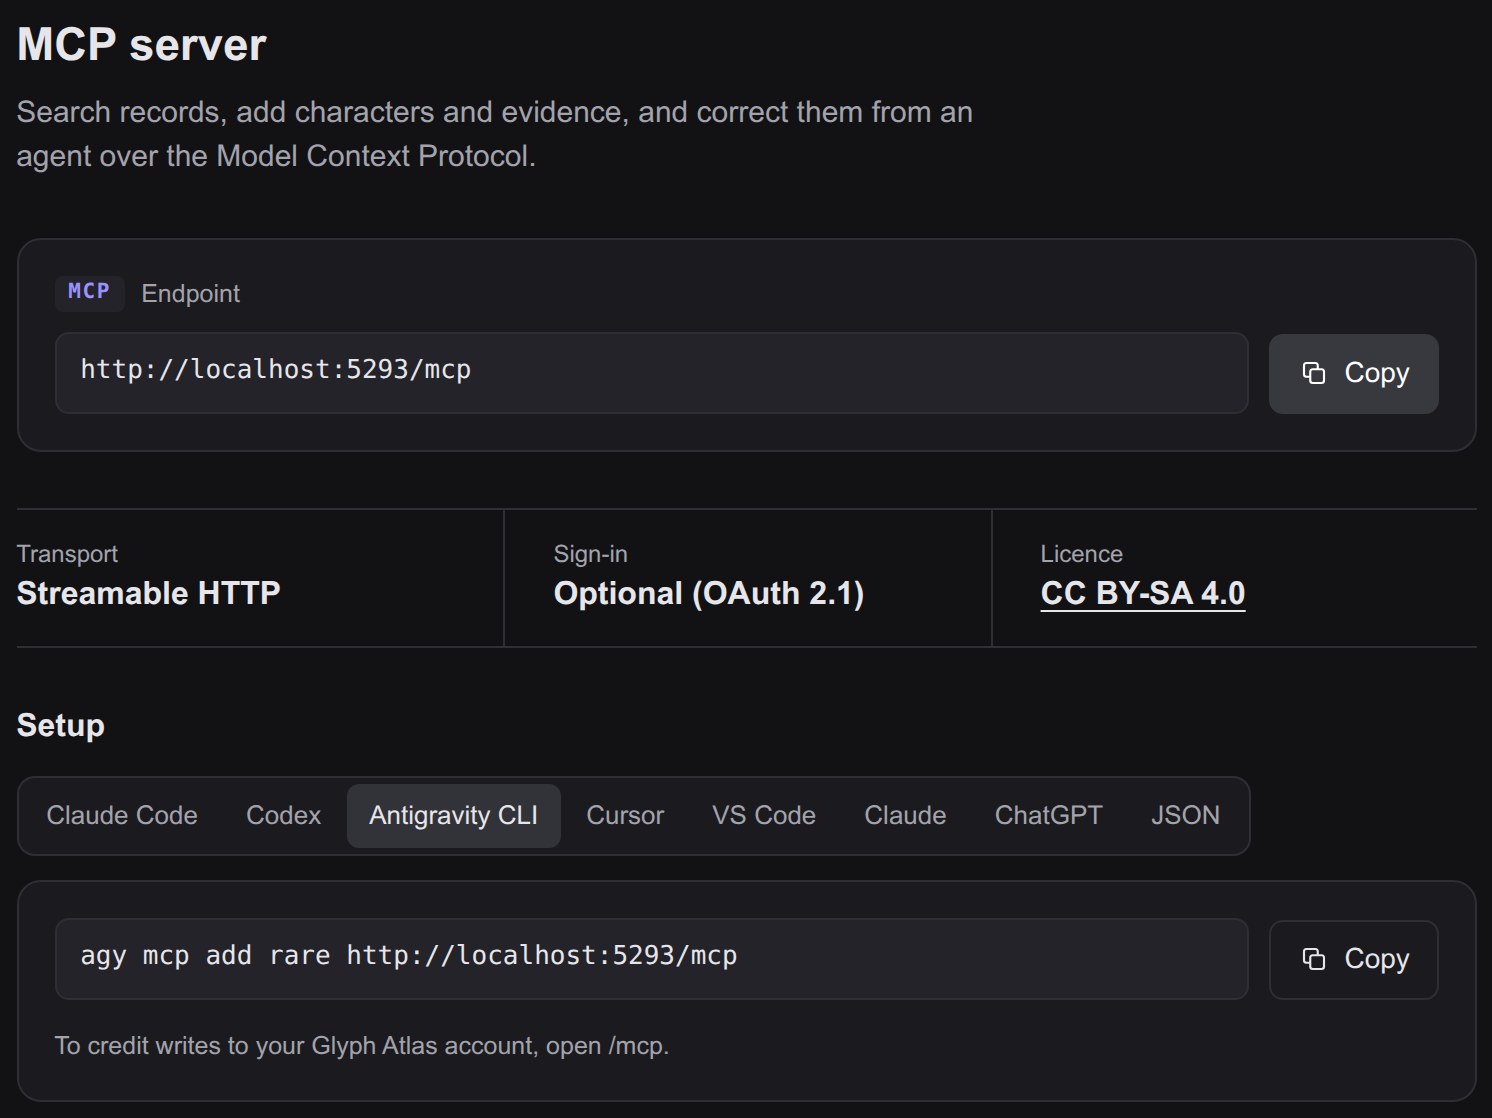 MCP server
Search records, add characters and evidence, and correct them from an
agent over the Model Context Protocol.
MCP Endpoint
http://localhost:5293/mcp
Copy
Transport
Streamable HTTP
Sign-in
Optional (OAuth 2.1)
Licence
CC BY-SA 4.0
Setup
Claude Code Codex Antigravity CLI Cursor VS Code Claude ChatGPT JSON
agy mcp add rare http://localhost:5293/mcp
Copy
To credit writes to your Glyph Atlas account, open /mcp.